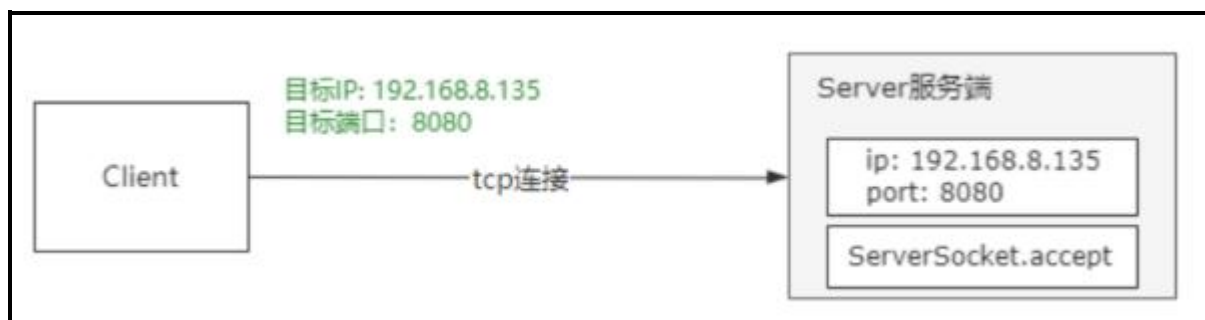 目标IP: 192.168.8.135
目标端口：8080
Client
tcp连接
Server服务端
ip: 192.168.8.135
port: 8080
ServerSocket.accept